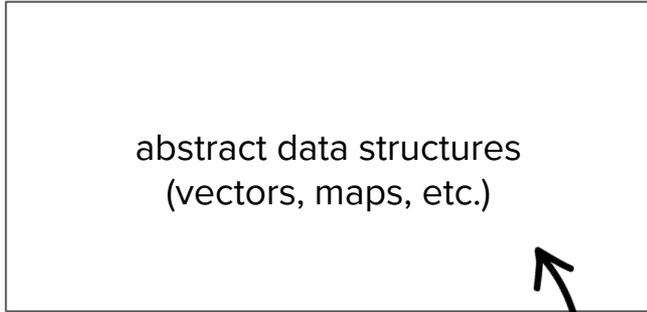 abstract data structures
(vectors, maps, etc.)